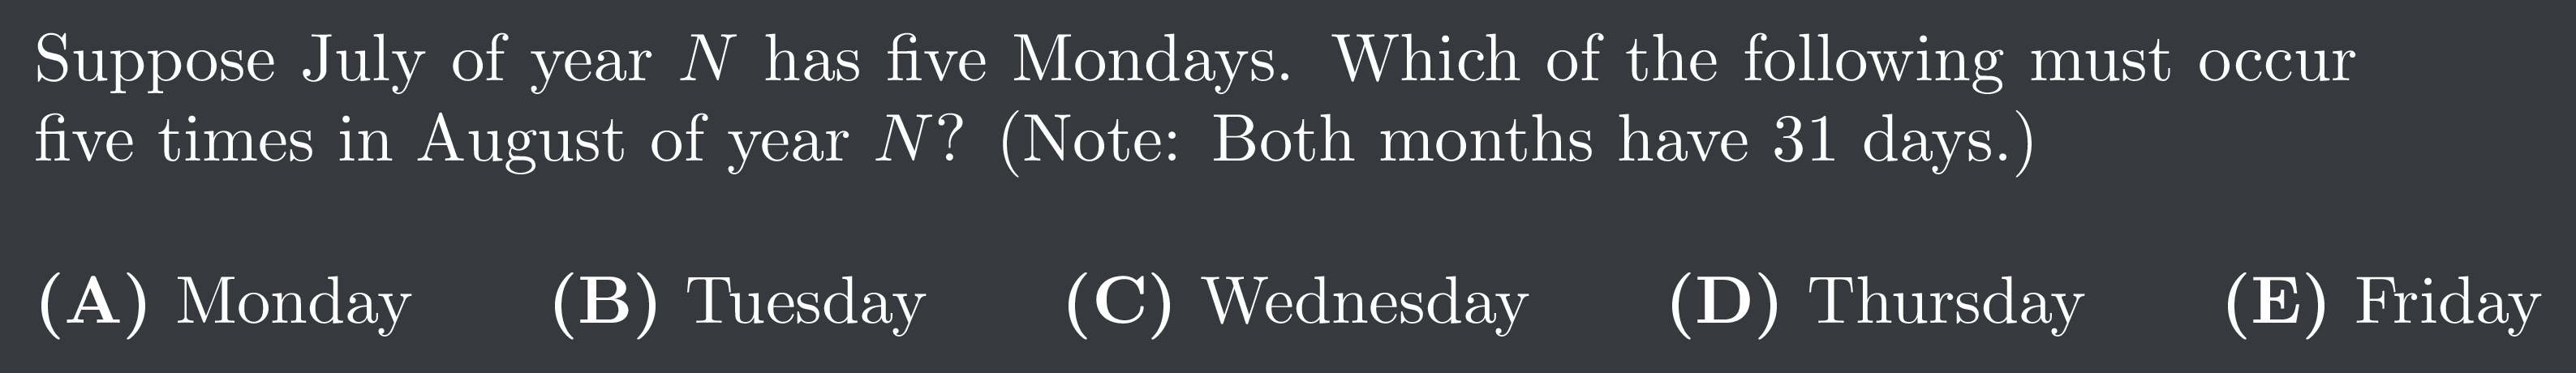 Suppose July of year N has five Mondays. Which of the following must occur
five times in August of year N? (Note: Both months have 31 days.)
(A) Monday (B) Tuesday (C) Wednesday (D) Thursday (E) Friday